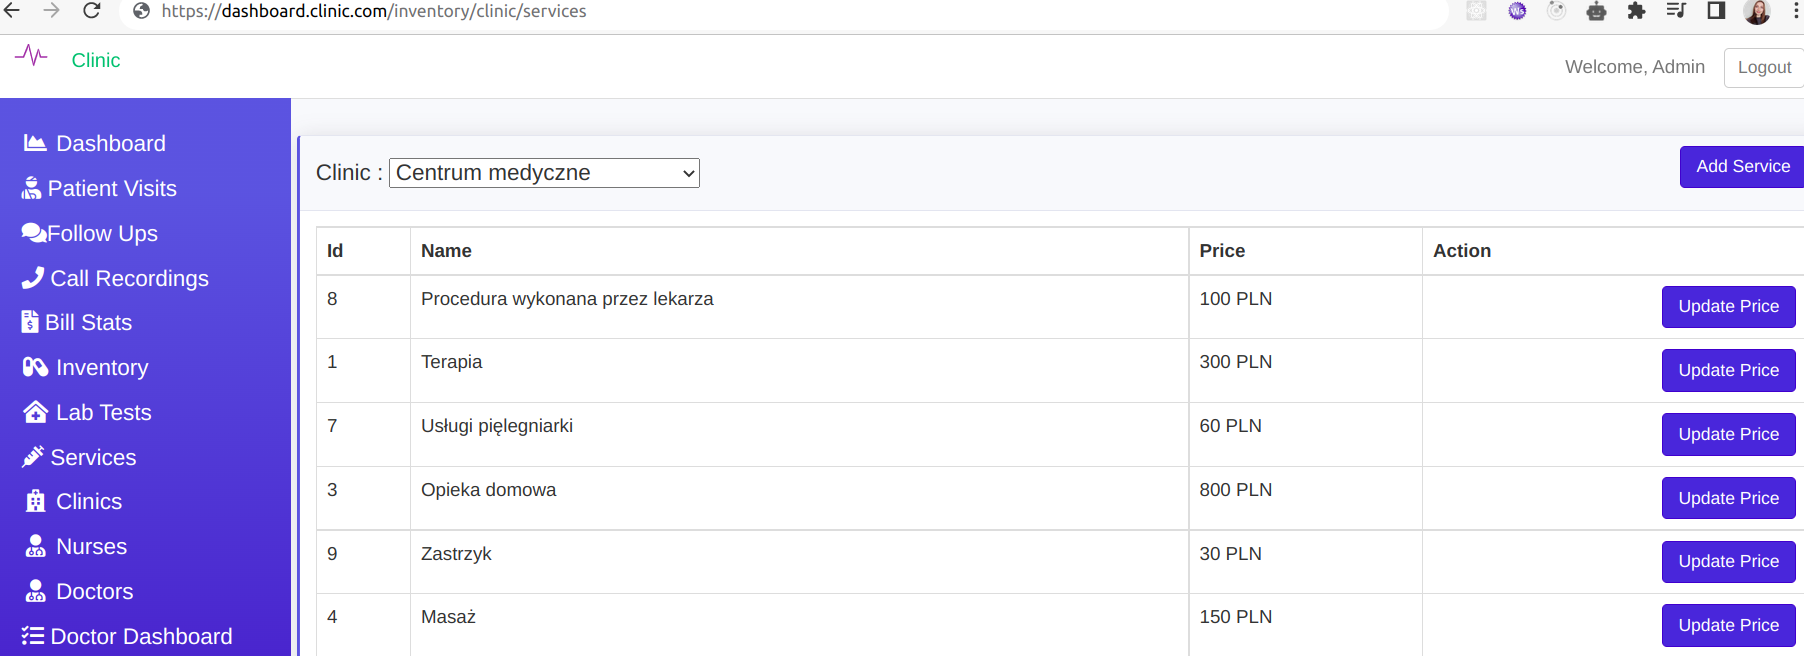 https://dashboard.clinic.com/inventory/clinic/services
Ws
Clinic
Welcome, Admin
Logout
Dashboard
Patient Visits
Follow Ups
Call Recordings
Bill Stats
Inventory
Lab Tests
Services
Clinics
Nurses
Doctors
Doctor Dashboard
Clinic : Centrum medyczne
Add Service
Id Name Price Action
8 Procedura wykonana przez lekarza 100 PLN Update Price
1 Terapia 300 PLN Update Price
7 Usługi pięlegniarki 60 PLN Update Price
3 Opieka domowa 800 PLN Update Price
9 Zastrzyk 30 PLN Update Price
4 Masaż 150 PLN Update Price